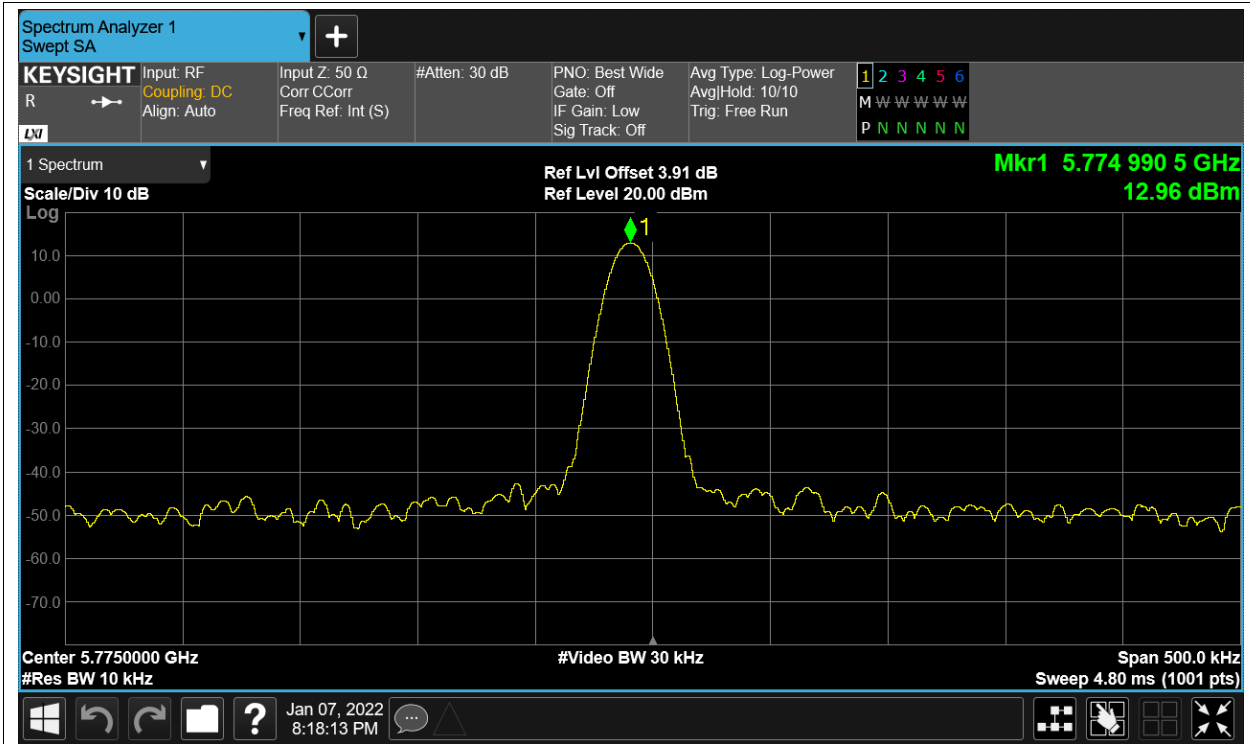 Spectrum Analyzer 1
Swept SA
KEYSIGHT
R
LXI
Input: RF
Coupling: DC
Align: Auto
Input Z: 50 Ω
Corr CCorr
Freq Ref: Int (S)
#Atten: 30 dB
PNO: Best Wide
Gate: Off
IF Gain: Low
Sig Track: Off
Avg Type: Log-Power
Avg|Hold: 10/10
Trig: Free Run
1 2 3 4 5 6
M W W W W W
P N N N N N
1 Spectrum
Scale/Div 10 dB
Ref Lvl Offset 3.91 dB
Ref Level 20.00 dBm
Mkr1 5.774 990 5 GHz
12.96 dBm
Log
1
10.0
0.00
-10.0
-20.0
-30.0
-40.0
-50.0
-60.0
-70.0
Center 5.7750000 GHz
#Res BW 10 kHz
#Video BW 30 kHz
Span 500.0 kHz
Sweep 4.80 ms (1001 pts)
?
Jan 07, 2022
8:18:13 PM